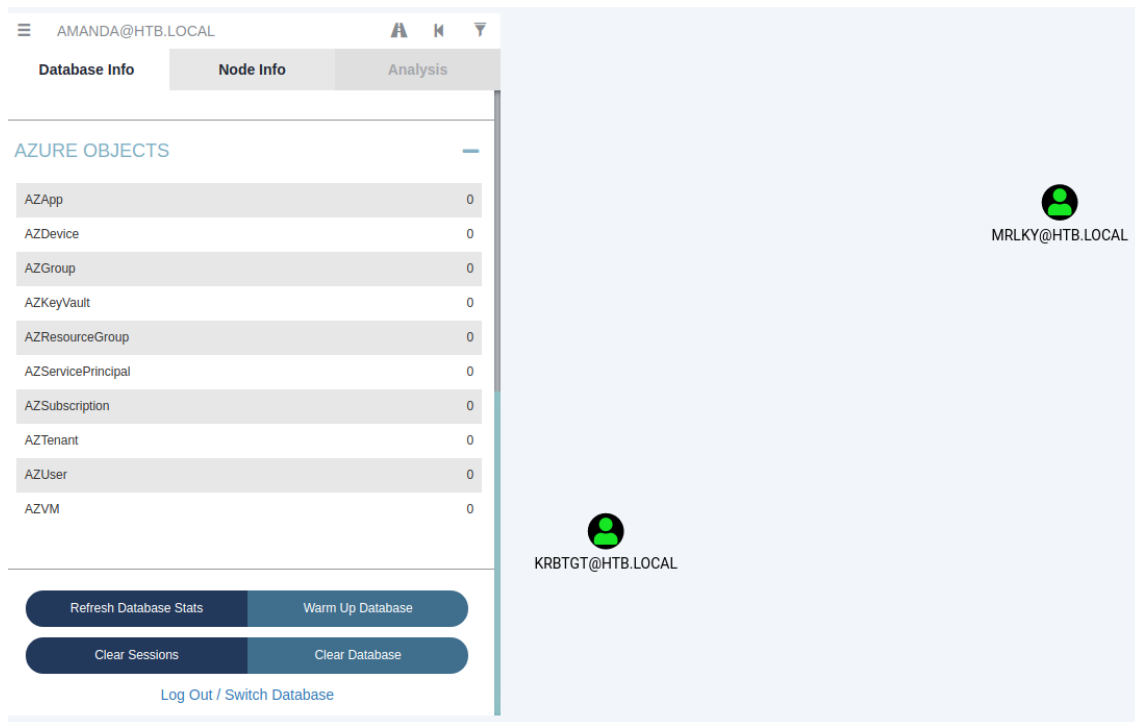 AMANDA@HTB.LOCAL
Database Info Node Info Analysis
AZURE OBJECTS
AZApp 0
AZDevice 0
AZGroup 0
AZKeyVault 0
AZResourceGroup 0
AZServicePrincipal 0
AZSubscription 0
AZTenant 0
AZUser 0
AZVM 0
Refresh Database Stats Warm Up Database
Clear Sessions Clear Database
Log Out / Switch Database
MRLKY@HTB.LOCAL
KRBTGT@HTB.LOCAL